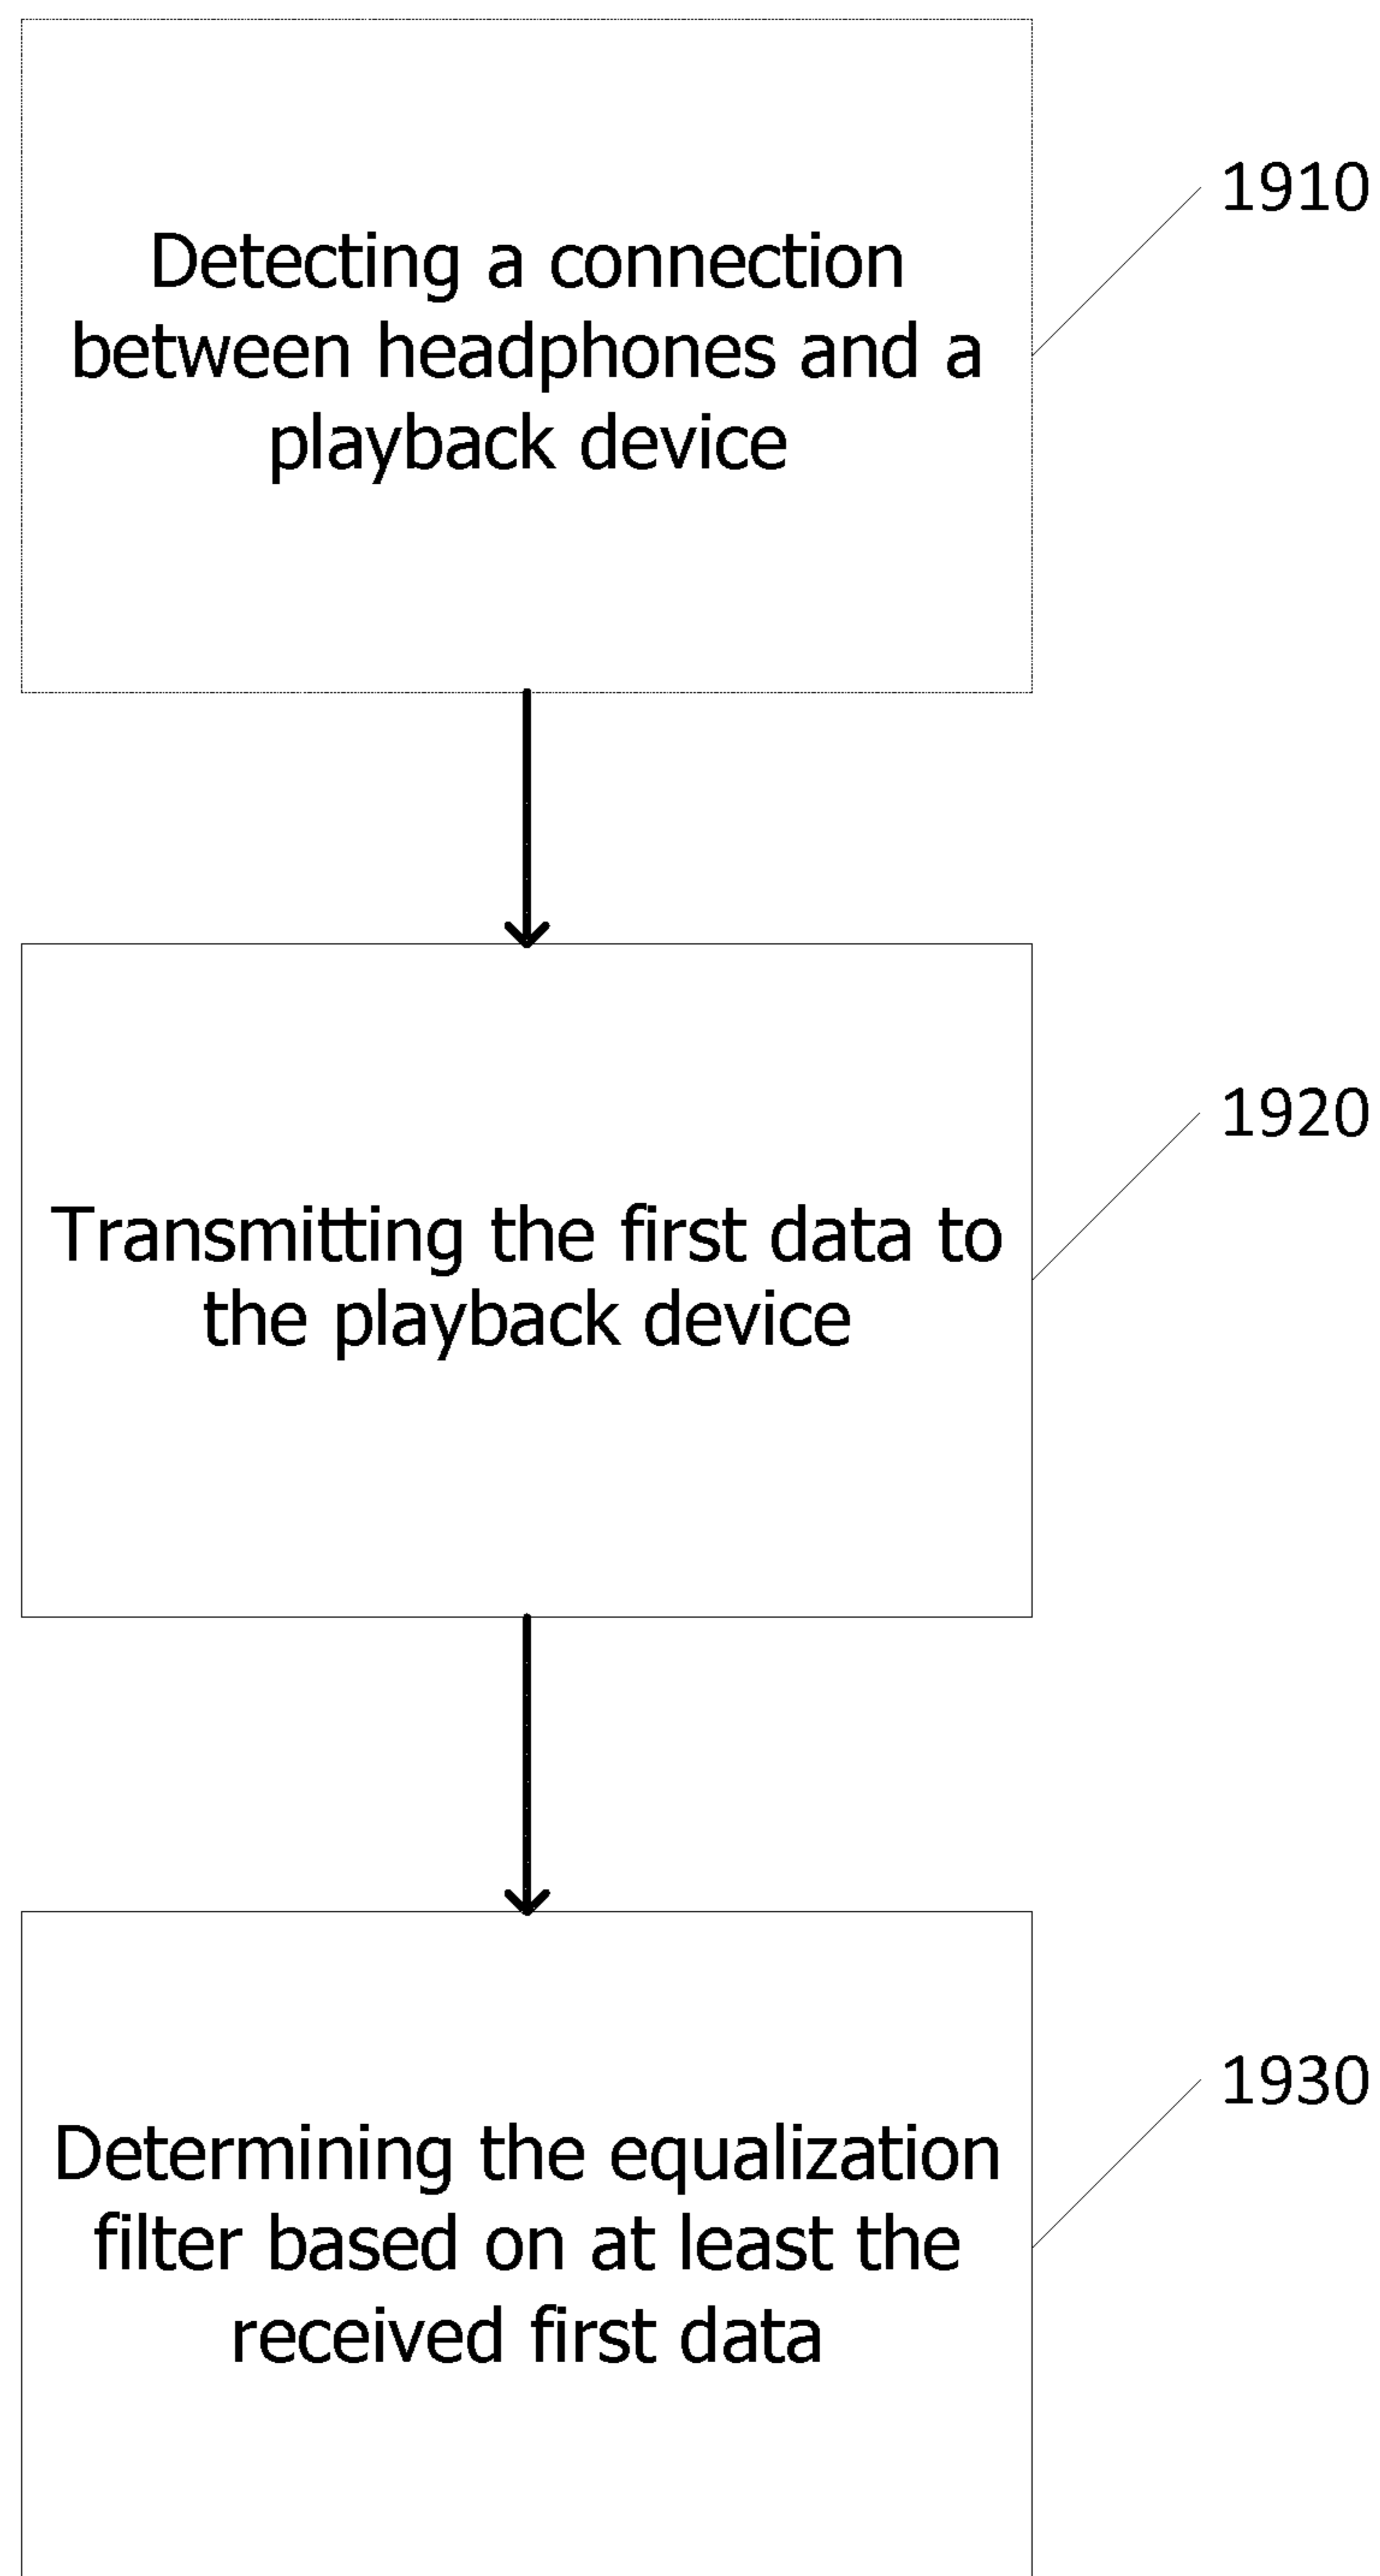 Detecting a connection
between headphones and a
playback device
1910
Transmitting the first data to
the playback device
1920
Determining the equalization
filter based on at least the
received first data
1930